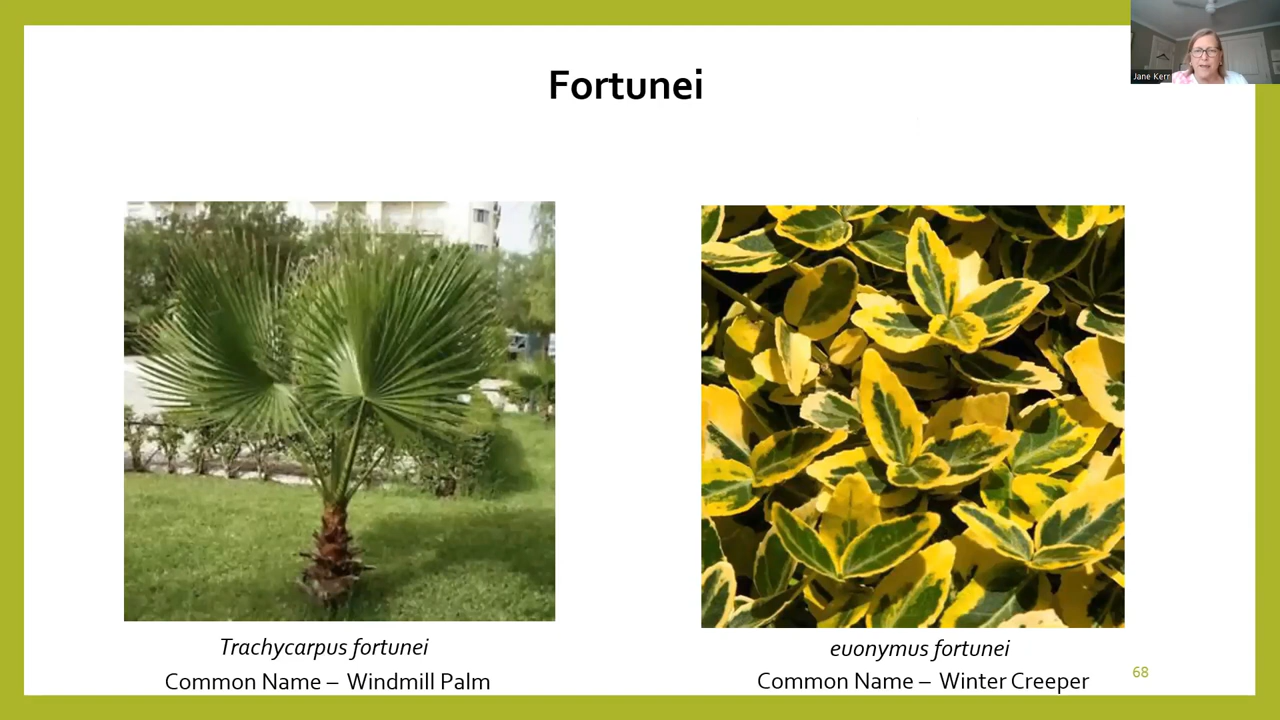 Fortunei
Jane Kerr
Trachycarpus fortunei
Common Name – Windmill Palm
euonymus fortunei
Common Name – Winter Creeper
68